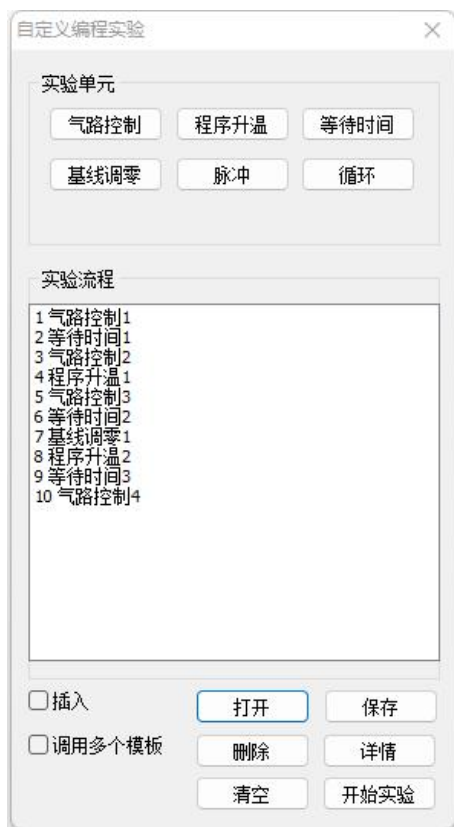 自定义编程实验
实验单元
气路控制 程序升温 等待时间
基线调零 脉冲 循环
实验流程
1 气路控制1
2 等待时间1
3 气路控制2
4 程序升温1
5 气路控制3
6 等待时间2
7 基线调零1
8 程序升温2
9 等待时间3
10 气路控制4
插入 打开 保存
调用多个模板 删除 详情
清空 开始实验